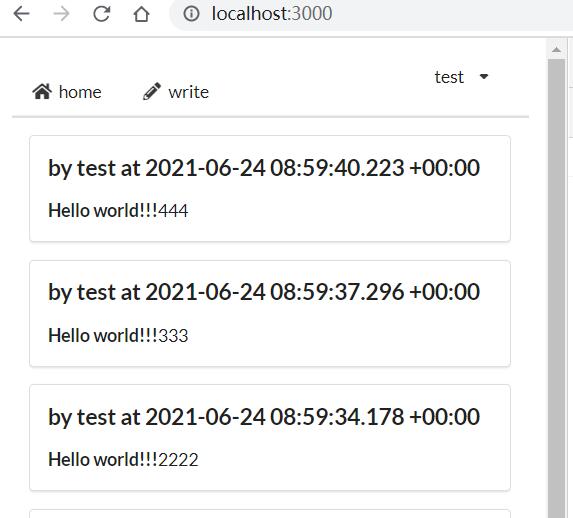 localhost:3000
home write test
by test at 2021-06-24 08:59:40.223 +00:00
Hello world!!!444
by test at 2021-06-24 08:59:37.296 +00:00
Hello world!!!333
by test at 2021-06-24 08:59:34.178 +00:00
Hello world!!!2222